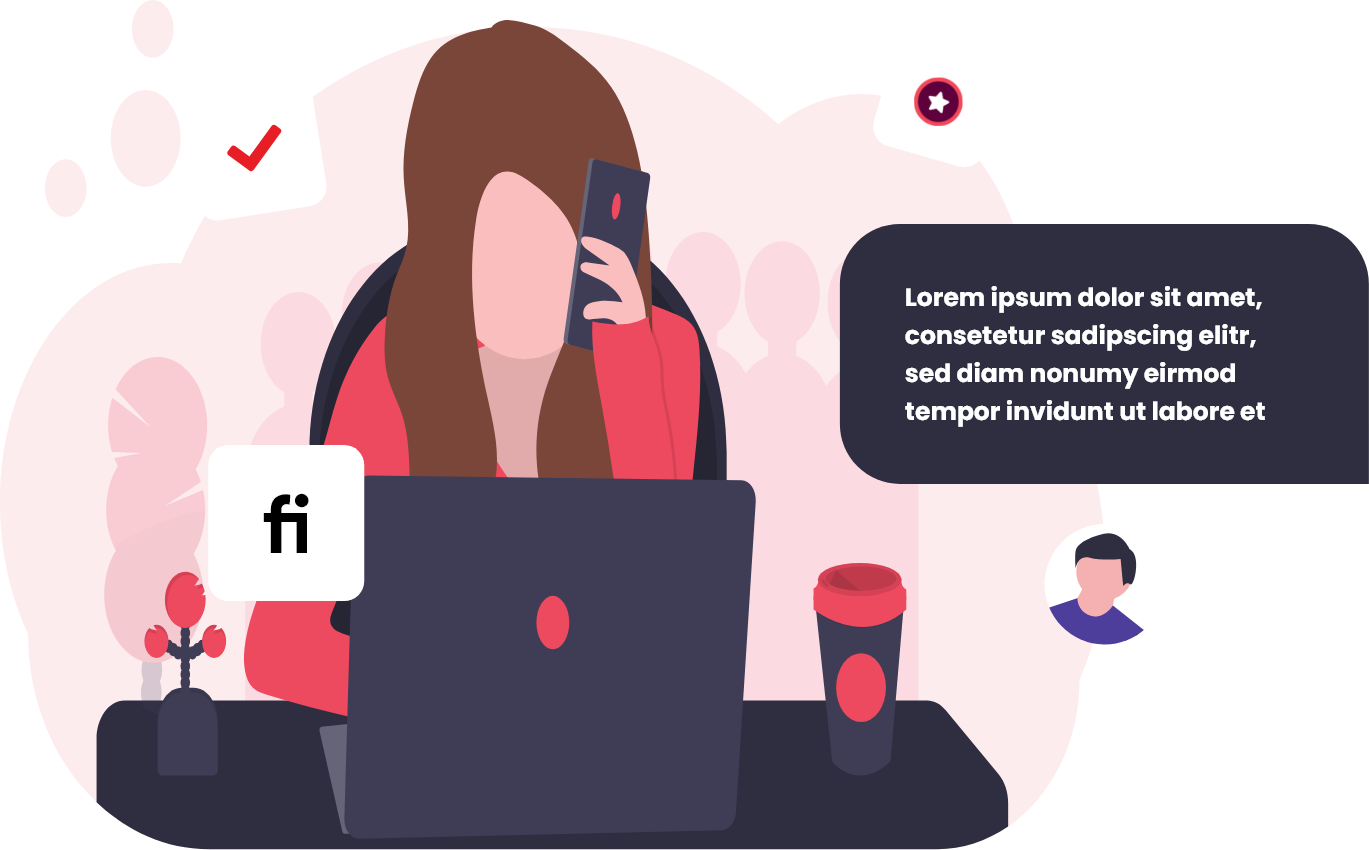 Lorem ipsum dolor sit amet,
consetetur sadipscing elitr,
sed diam nonumy eirmod
tempor invidunt ut labore et
fi